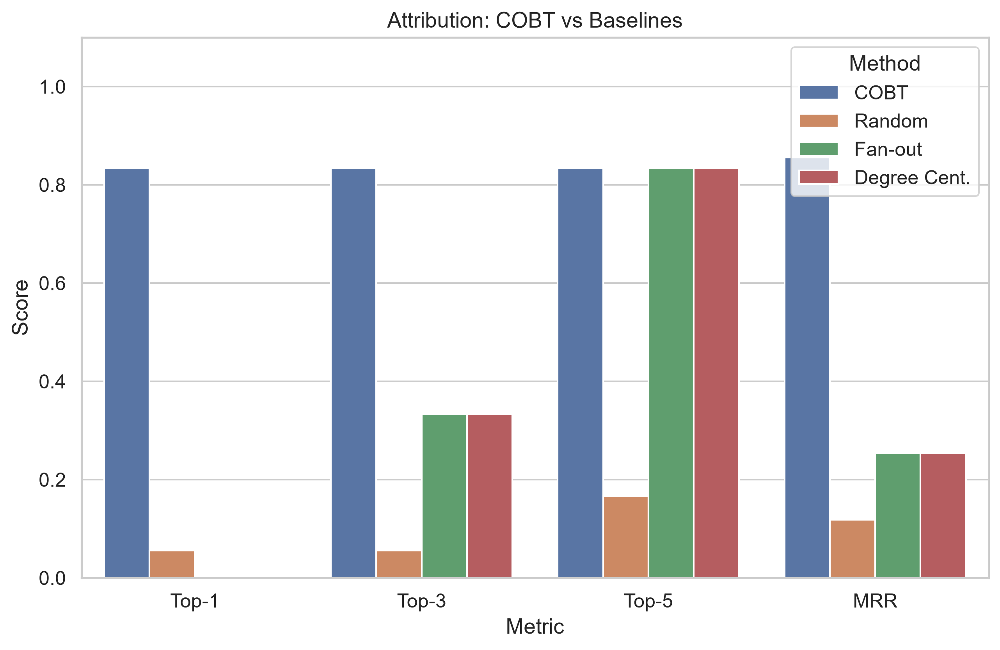 Attribution: COBT vs Baselines
Method
COBT
Random
Fan-out
Degree Cent.
Score
1.0
0.8
0.6
0.4
0.2
0.0
Top-1
Top-3
Top-5
MRR
Metric